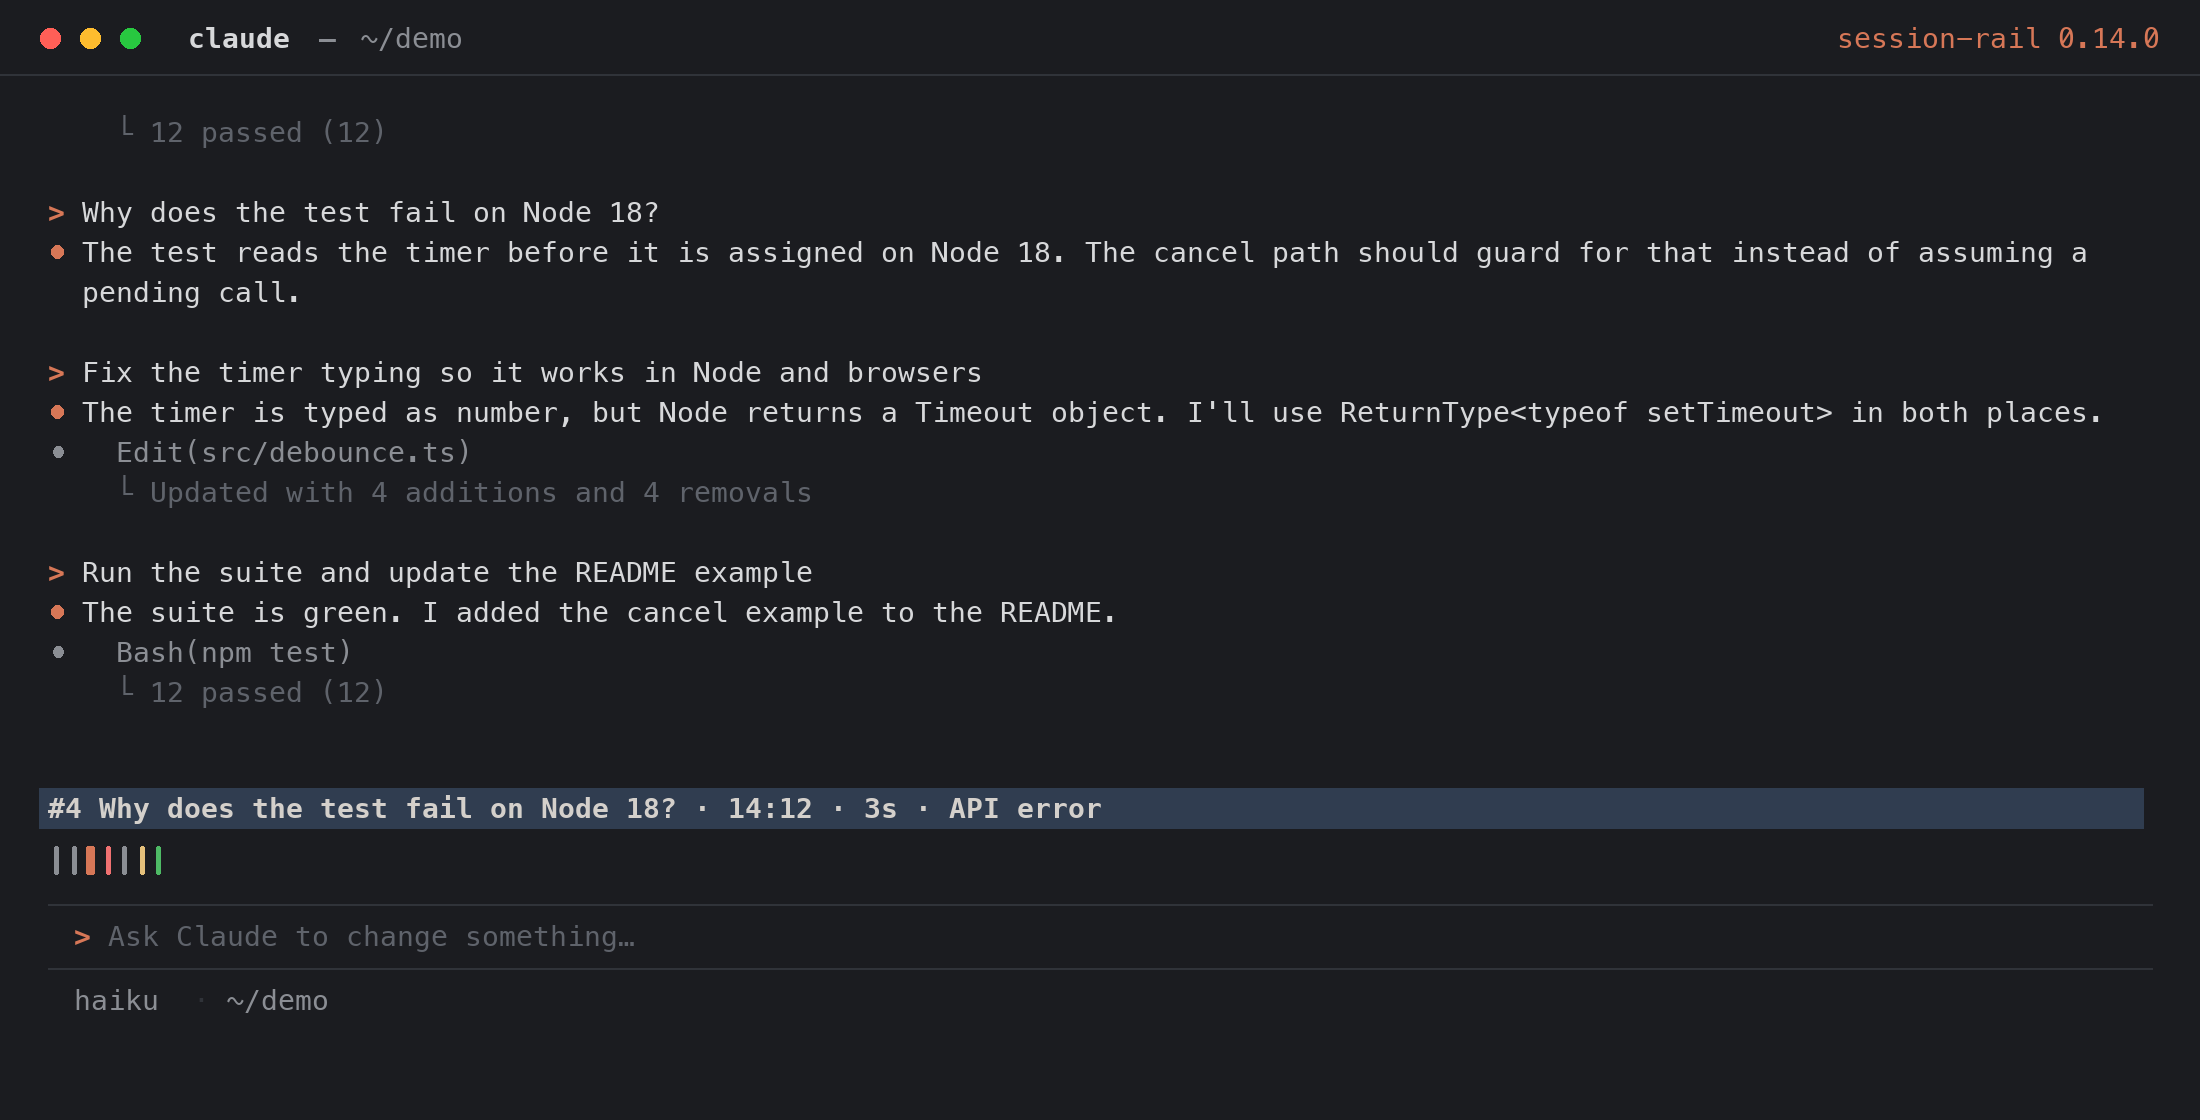 claude — ~/demo
session-rail 0.14.0
└ 12 passed (12)
> Why does the test fail on Node 18?
● The test reads the timer before it is assigned on Node 18. The cancel path should guard for that instead of assuming a
pending call.
> Fix the timer typing so it works in Node and browsers
● The timer is typed as number, but Node returns a Timeout object. I'll use ReturnType<typeof setTimeout> in both places.
● Edit(src/debounce.ts)
└ Updated with 4 additions and 4 removals
> Run the suite and update the README example
● The suite is green. I added the cancel example to the README.
● Bash(npm test)
└ 12 passed (12)
#4 Why does the test fail on Node 18? · 14:12 · 3s · API error
> Ask Claude to change something…
haiku · ~/demo